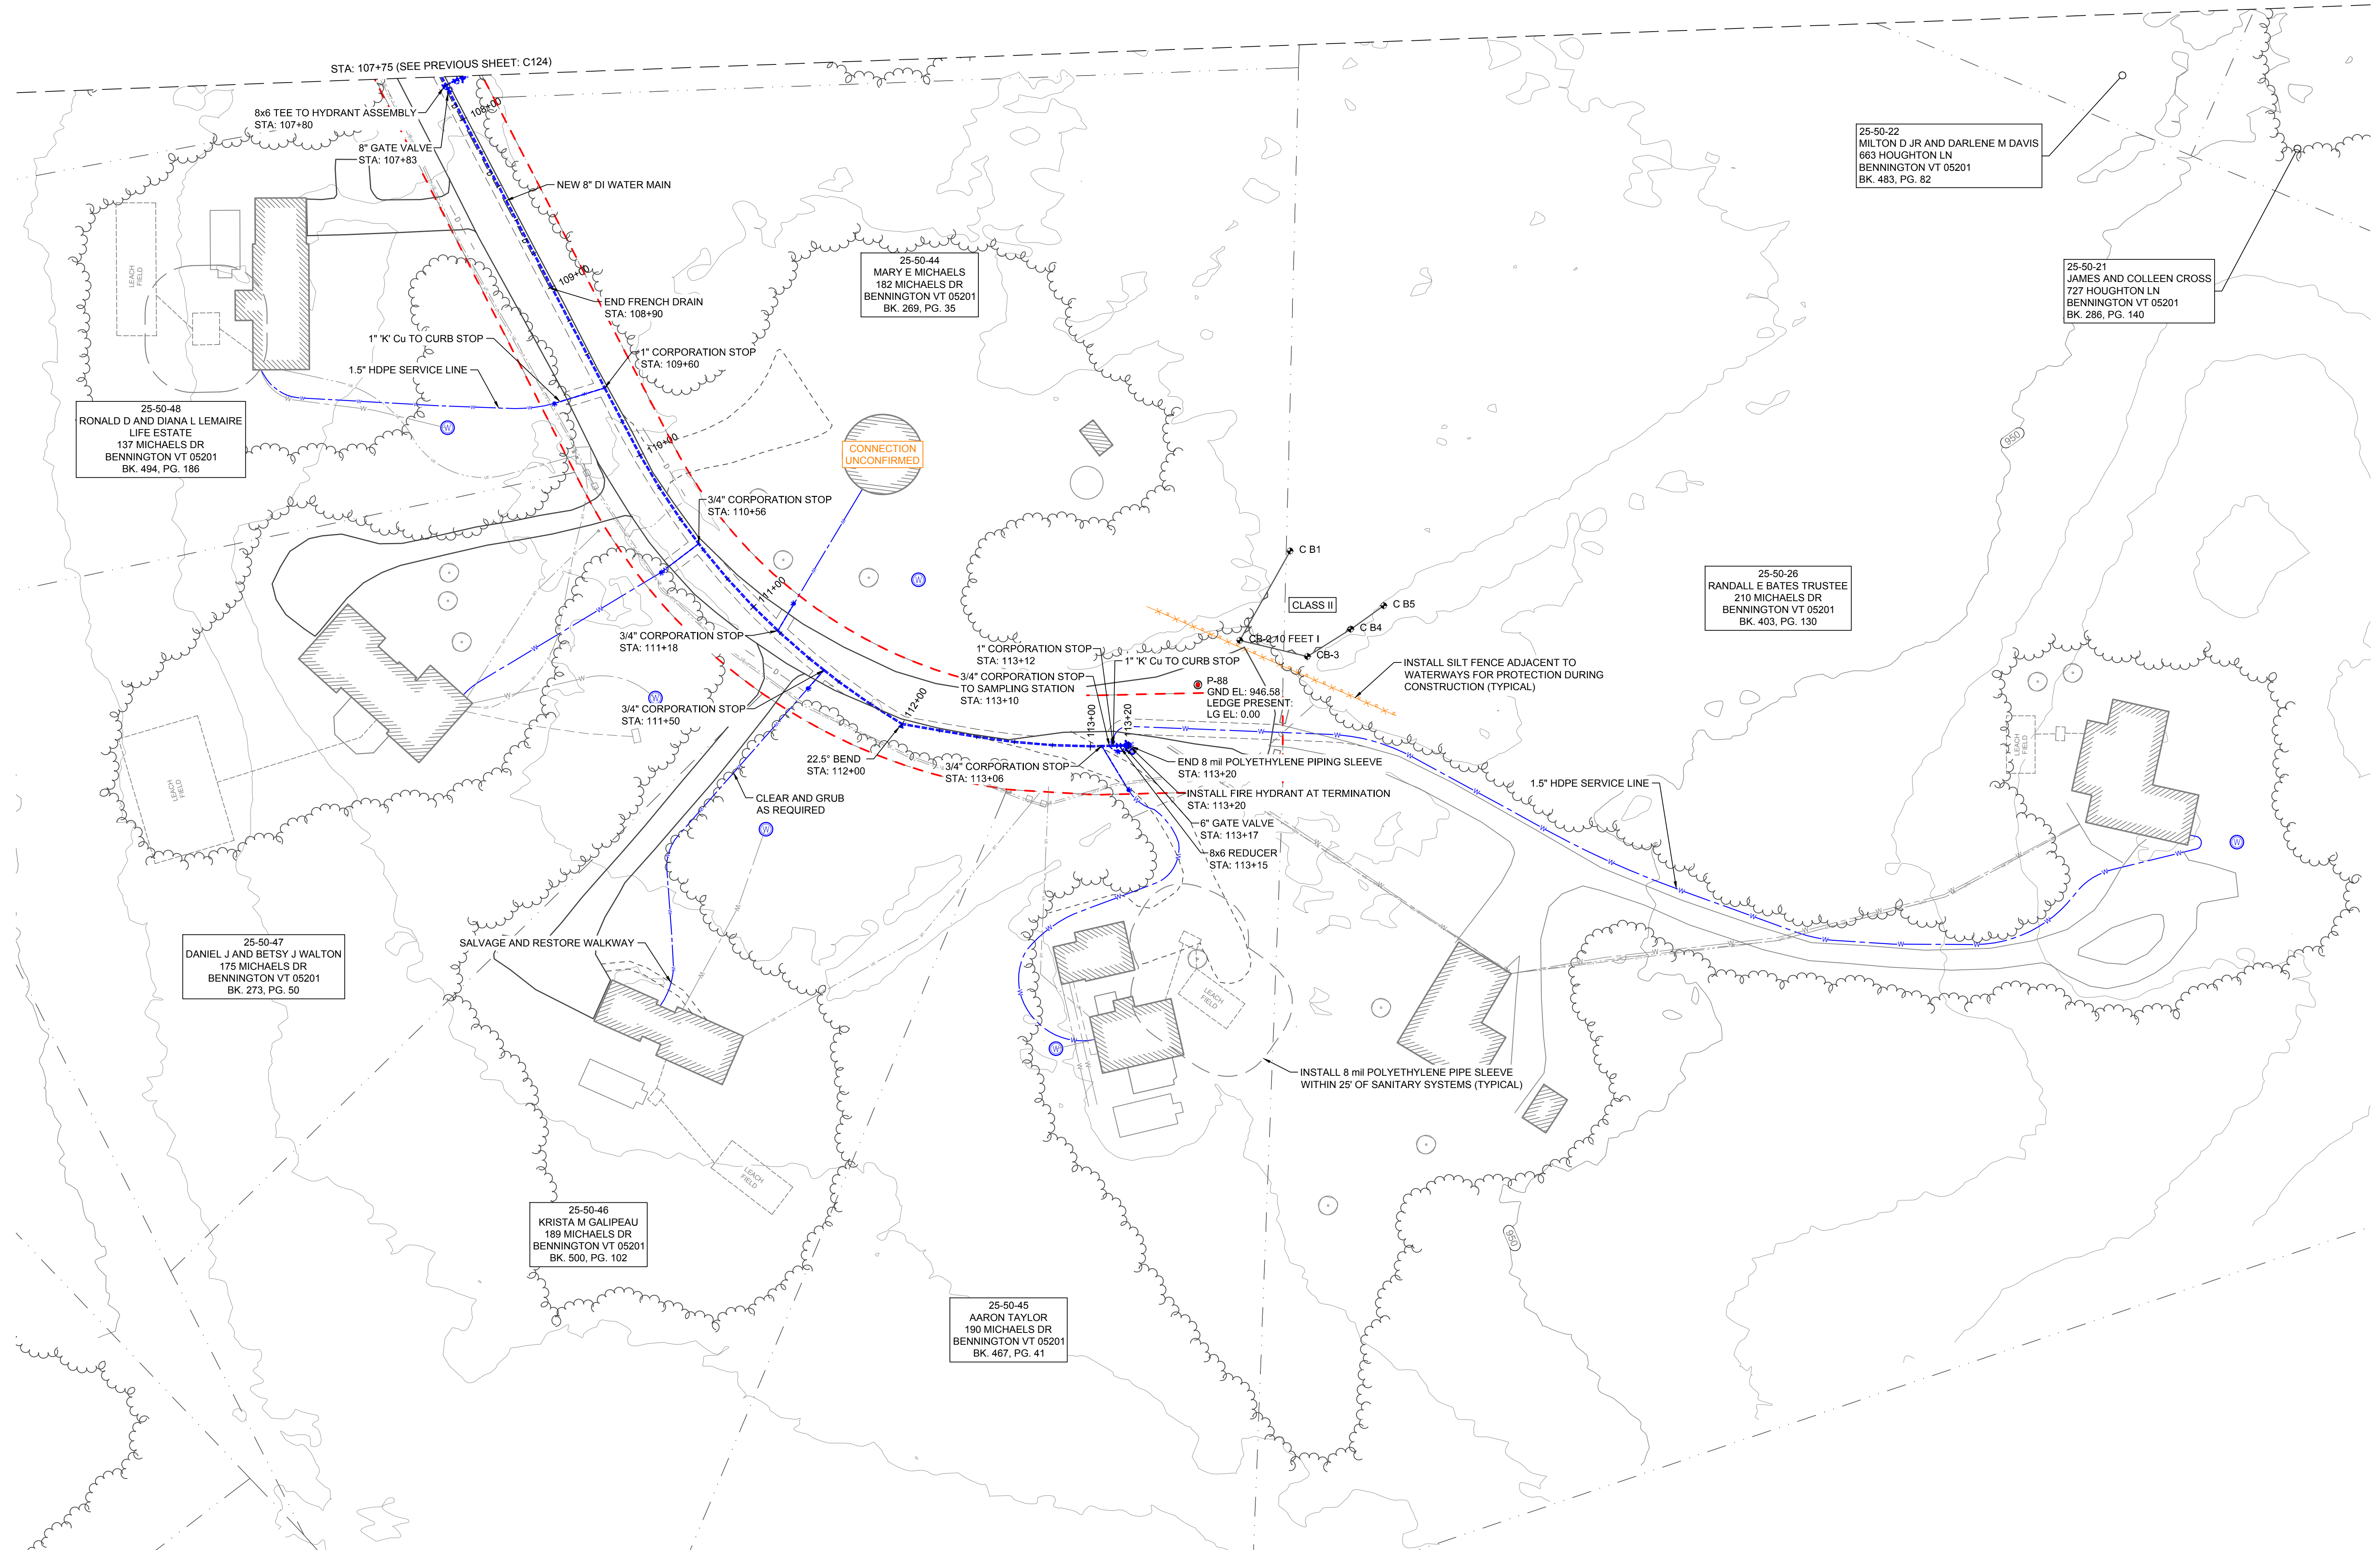 STA: 107+75 (SEE PREVIOUS SHEET: C124)
8x6 TEE TO HYDRANT ASSEMBLY
STA: 107+80
108+00
8" GATE VALVE
STA: 107+83
NEW 8" DI WATER MAIN
25-50-22
MILTON D JR AND DARLENE M DAVIS
663 HOUGHTON LN
BENNINGTON VT 05201
BK. 483, PG. 82
LEACH
FIELD
109+00
END FRENCH DRAIN
STA: 108+90
25-50-44
MARY E MICHAELS
182 MICHAELS DR
BENNINGTON VT 05201
BK. 269, PG. 35
25-50-21
JAMES AND COLLEEN CROSS
727 HOUGHTON LN
BENNINGTON VT 05201
BK. 286, PG. 140
1" 'K' Cu TO CURB STOP
1" CORPORATION STOP
STA: 109+60
1.5" HDPE SERVICE LINE
25-50-48
RONALD D AND DIANA L LEMAIRE
LIFE ESTATE
137 MICHAELS DR
BENNINGTON VT 05201
BK. 494, PG. 186
W
110+00
CONNECTION
UNCONFIRMED
950
3/4" CORPORATION STOP
STA: 110+56
W
111+00
C B1
25-50-26
RANDALL E BATES TRUSTEE
210 MICHAELS DR
BENNINGTON VT 05201
BK. 403, PG. 130
CLASS II
C B5
C B4
CB-2 10 FEET I
CB-3
3/4" CORPORATION STOP
STA: 111+18
1" CORPORATION STOP
STA: 113+12
1" 'K' Cu TO CURB STOP
3/4" CORPORATION STOP
TO SAMPLING STATION
STA: 113+10
P-88
GND EL: 946.58
LEDGE PRESENT:
LG EL: 0.00
INSTALL SILT FENCE ADJACENT TO
WATERWAYS FOR PROTECTION DURING
CONSTRUCTION (TYPICAL)
W
3/4" CORPORATION STOP
STA: 111+50
112+00
113+00
113+20
22.5° BEND
STA: 112+00
3/4" CORPORATION STOP
STA: 113+06
END 8 mil POLYETHYLENE PIPING SLEEVE
STA: 113+20
INSTALL FIRE HYDRANT AT TERMINATION
STA: 113+20
6" GATE VALVE
STA: 113+17
8x6 REDUCER
STA: 113+15
1.5" HDPE SERVICE LINE
LEACH
FIELD
LEACH
FIELD
CLEAR AND GRUB
AS REQUIRED
W
W
SALVAGE AND RESTORE WALKWAY
25-50-47
DANIEL J AND BETSY J WALTON
175 MICHAELS DR
BENNINGTON VT 05201
BK. 273, PG. 50
LEACH
FIELD
W
INSTALL 8 mil POLYETHYLENE PIPE SLEEVE
WITHIN 25' OF SANITARY SYSTEMS (TYPICAL)
LEACH
FIELD
25-50-46
KRISTA M GALIPEAU
189 MICHAELS DR
BENNINGTON VT 05201
BK. 500, PG. 102
950
25-50-45
AARON TAYLOR
190 MICHAELS DR
BENNINGTON VT 05201
BK. 467, PG. 41